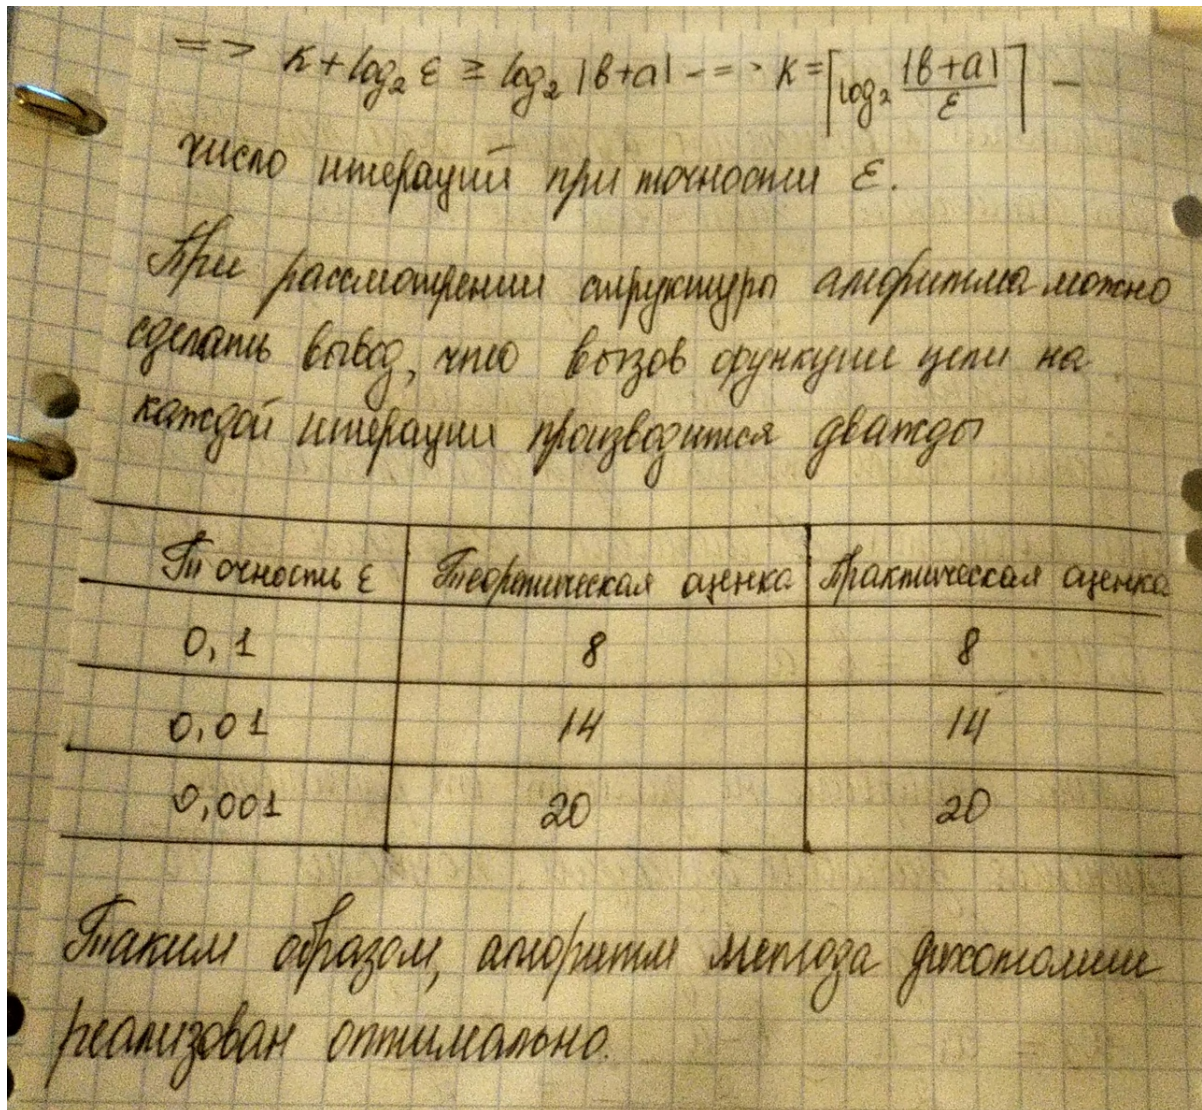 => K + log₂ ε ≥ log₂ |b+a| -=> K = ⌈log₂ |b+a|/ε⌉ —
число итераций при точности ε.
При рассмотрении структуры алгоритма можно
сделать вывод, что вызов функции цели на
каждой итерации производится дважды
Точность ε | Теоретическая оценка | Практическая оценка
0,1 | 8 | 8
0,01 | 14 | 14
0,001 | 20 | 20
Таким образом, алгоритм метода дихотомии
реализован оптимально.